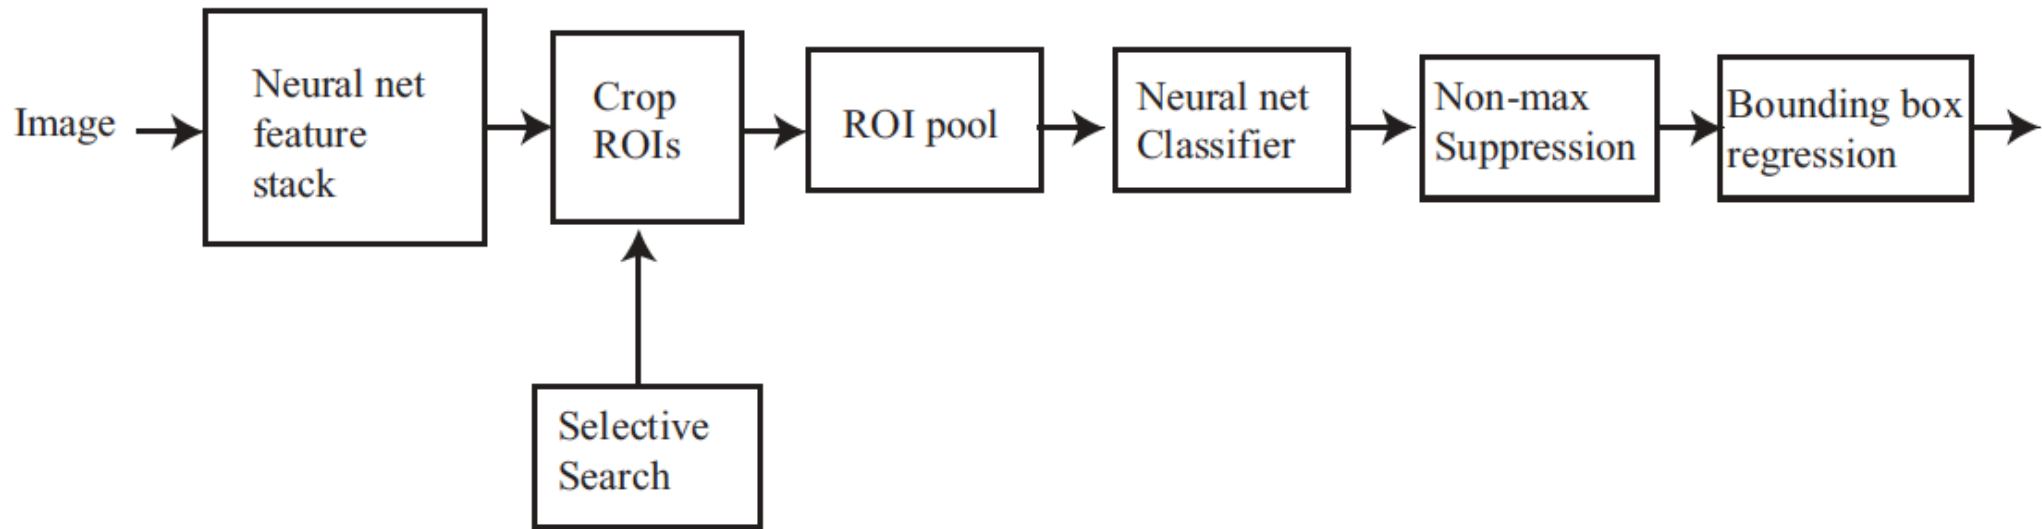 Image
Neural net
feature
stack
Crop
ROIs
ROI pool
Neural net
Classifier
Non-max
Suppression
Bounding box
regression
Selective
Search